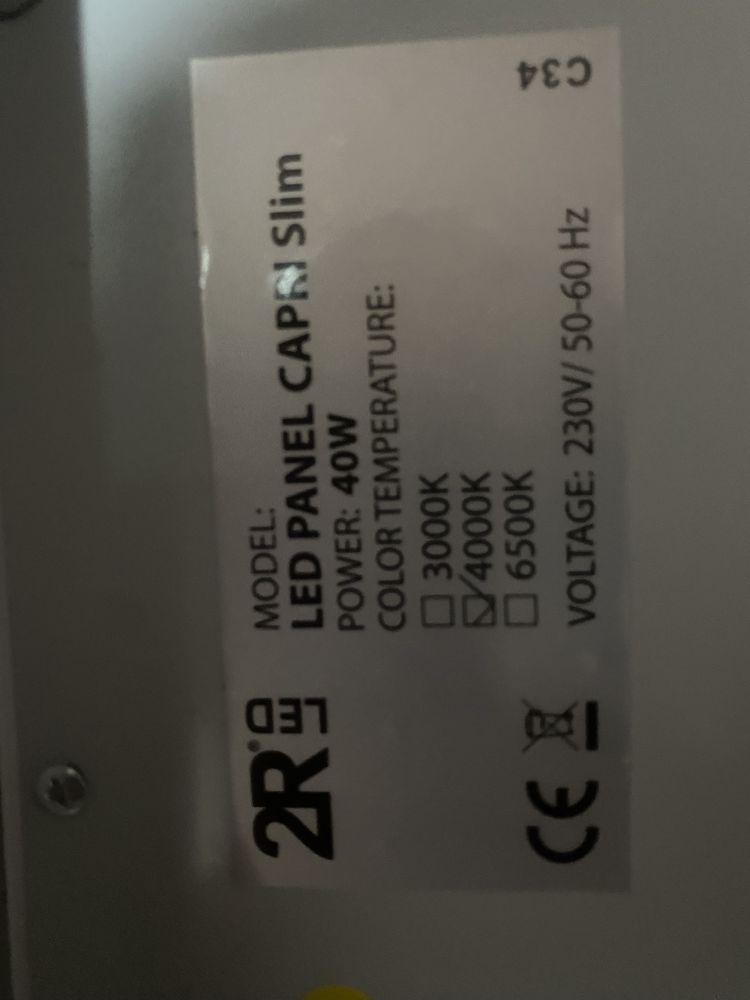 2R® LED
MODEL:
LED PANEL CAPRI Slim
POWER: 40W
COLOR TEMPERATURE:
☐ 3000K
☑ 4000K
☐ 6500K
CE
VOLTAGE: 230V/ 50-60 Hz
C34